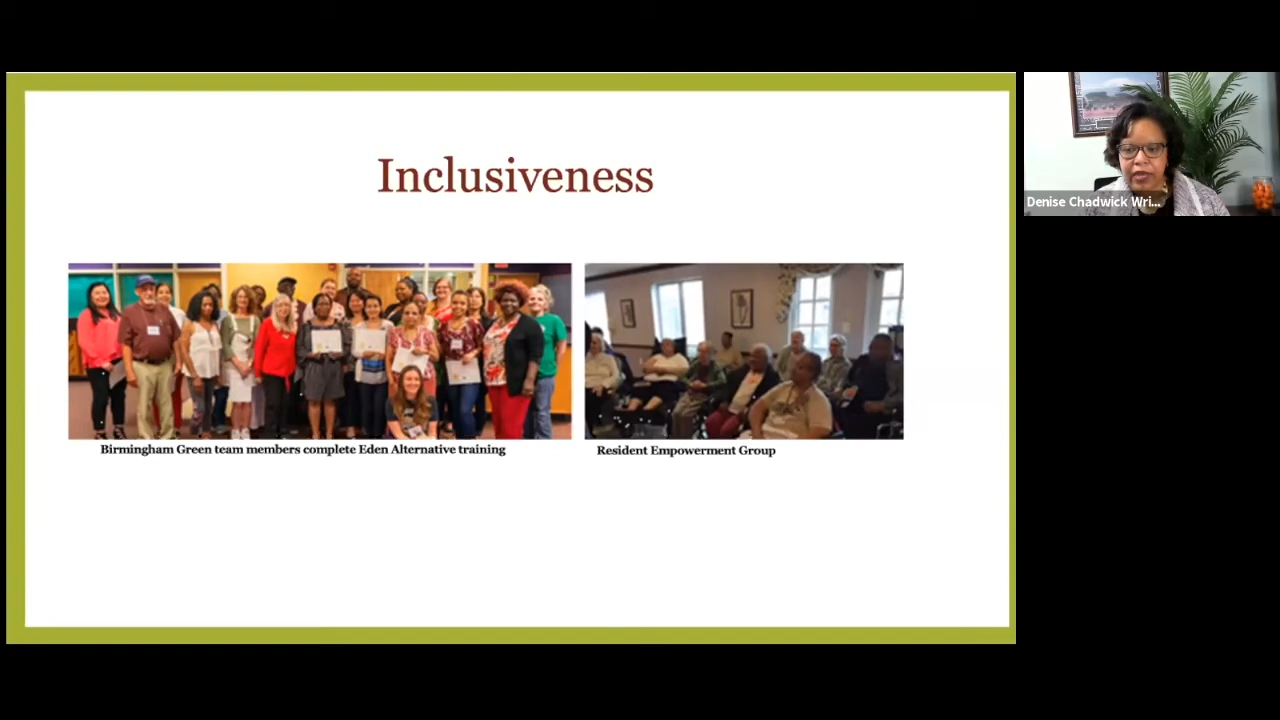 Inclusiveness
Denise Chadwick Wri...
Birmingham Green team members complete Eden Alternative training
Resident Empowerment Group